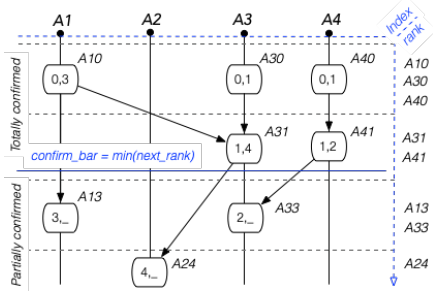 A1 A2 A3 A4
Index
rank
A10 A30 A40
0,3 0,1 0,1
Totally confirmed
A10
A30
A40
A31 A41
1,4 1,2
A31
A41
confirm_bar = min(next_rank)
Partially confirmed
A13 A33
3,_ 2,_
A13
A33
A24
4,_
A24